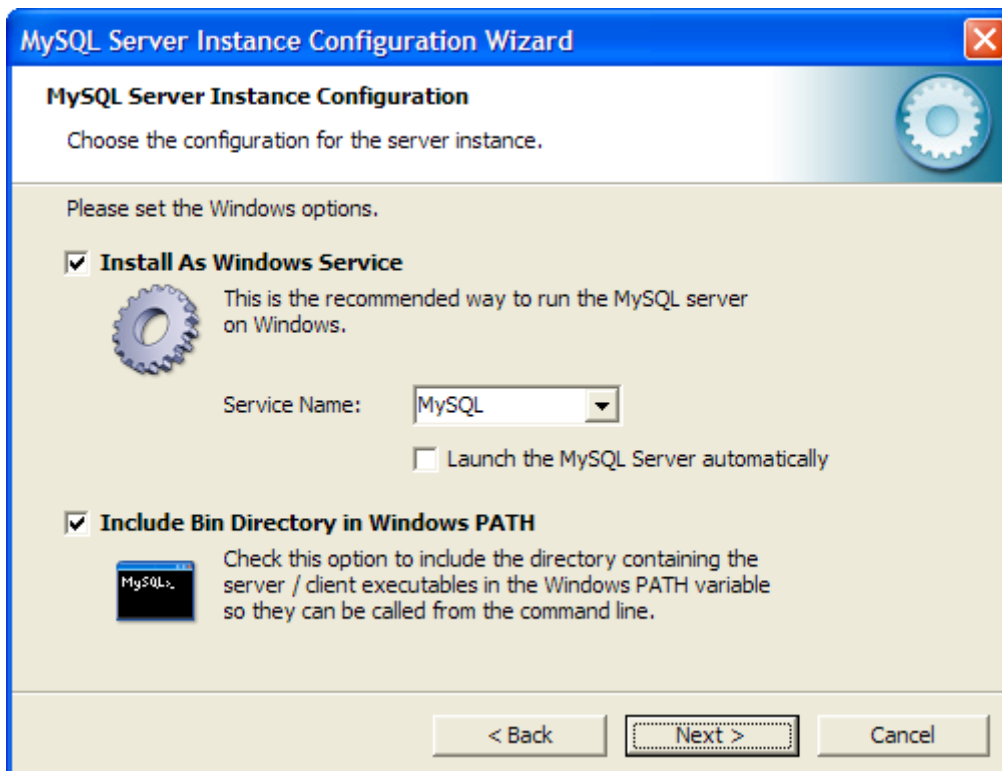 MySQL Server Instance Configuration Wizard
MySQL Server Instance Configuration
Choose the configuration for the server instance.
Please set the Windows options.
Install As Windows Service
This is the recommended way to run the MySQL server
on Windows.
Service Name: MySQL
Launch the MySQL Server automatically
Include Bin Directory in Windows PATH
MySQL>_
Check this option to include the directory containing the
server / client executables in the Windows PATH variable
so they can be called from the command line.
< Back Next > Cancel